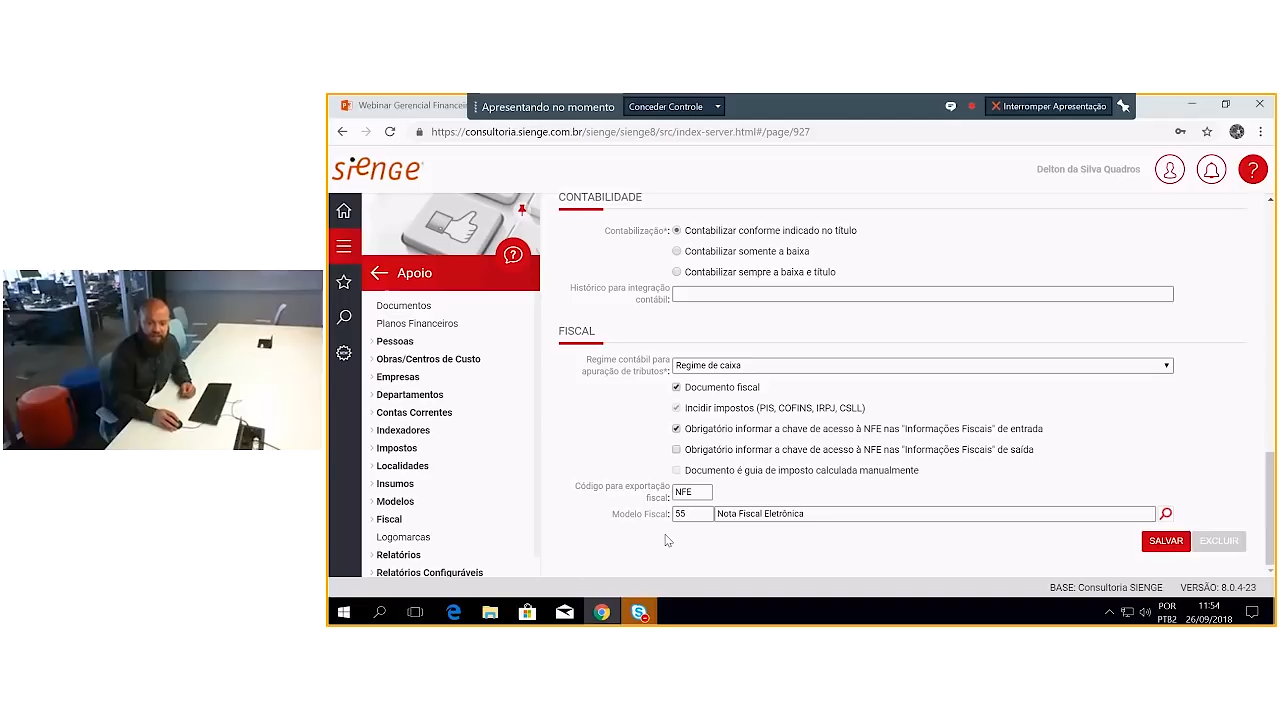 Webinar Gerencial Financei
Apresentando no momento
Conceder Controle
Interromper Apresentação
https://consultoria.sienge.com.br/sienge/sienge8/src/index-server.html#/page/927
sienge
Delton da Silva Quadros
?
?
Apoio
Documentos
Planos Financeiros
Pessoas
Obras/Centros de Custo
Empresas
Departamentos
Contas Correntes
Indexadores
Impostos
Localidades
Insumos
Modelos
Fiscal
Logomarcas
Relatórios
Relatórios Configuráveis
CONTABILIDADE
Contabilização*:
Contabilizar conforme indicado no título
Contabilizar somente a baixa
Contabilizar sempre a baixa e título
Histórico para integração
contábil:
FISCAL
Regime contábil para
apuração de tributos*:
Regime de caixa
Documento fiscal
Incidir impostos (PIS, COFINS, IRPJ, CSLL)
Obrigatório informar a chave de acesso à NFE nas "Informações Fiscais" de entrada
Obrigatório informar a chave de acesso à NFE nas "Informações Fiscais" de saída
Documento é guia de imposto calculada manualmente
Código para exportação
fiscal:
NFE
Modelo Fiscal:
55
Nota Fiscal Eletrônica
SALVAR
EXCLUIR
BASE: Consultoria SIENGE
VERSÃO: 8.0.4-23
POR
PTB2
11:54
26/09/2018